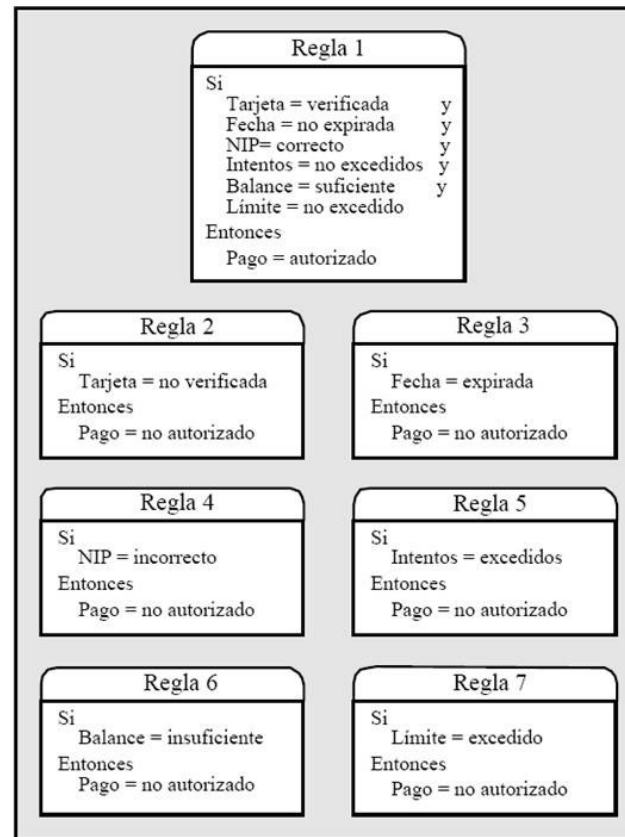 Regla 1
Si
Tarjeta = verificada y
Fecha = no expirada y
NIP= correcto y
Intentos = no excedidos y
Balance = suficiente y
Límite = no excedido
Entonces
Pago = autorizado
Regla 2
Si
Tarjeta = no verificada
Entonces
Pago = no autorizado
Regla 3
Si
Fecha = expirada
Entonces
Pago = no autorizado
Regla 4
Si
NIP = incorrecto
Entonces
Pago = no autorizado
Regla 5
Si
Intentos = excedidos
Entonces
Pago = no autorizado
Regla 6
Si
Balance = insuficiente
Entonces
Pago = no autorizado
Regla 7
Si
Límite = excedido
Entonces
Pago = no autorizado